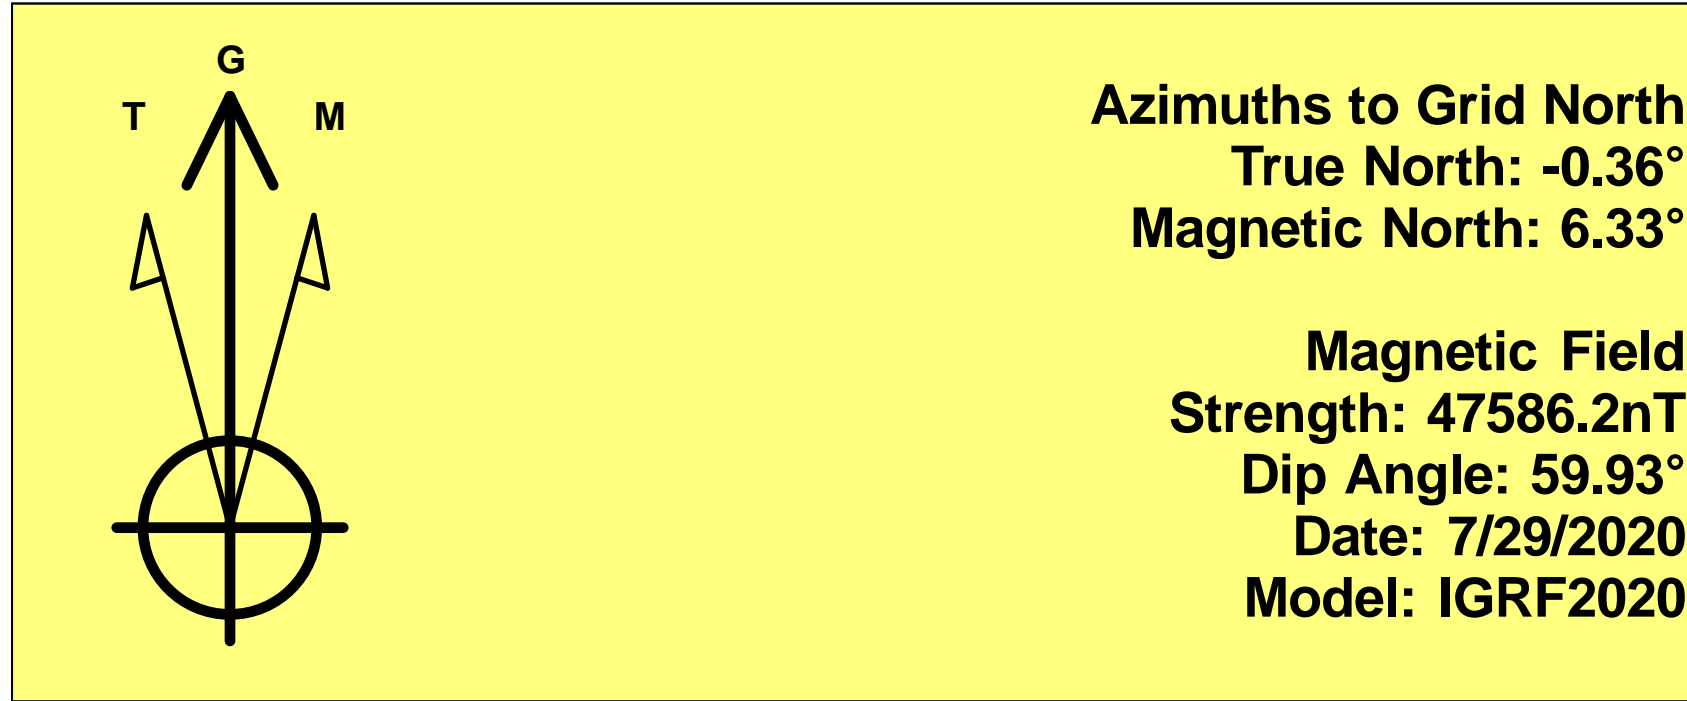 G
T M
Azimuths to Grid North
True North: -0.36°
Magnetic North: 6.33°
Magnetic Field
Strength: 47586.2nT
Dip Angle: 59.93°
Date: 7/29/2020
Model: IGRF2020